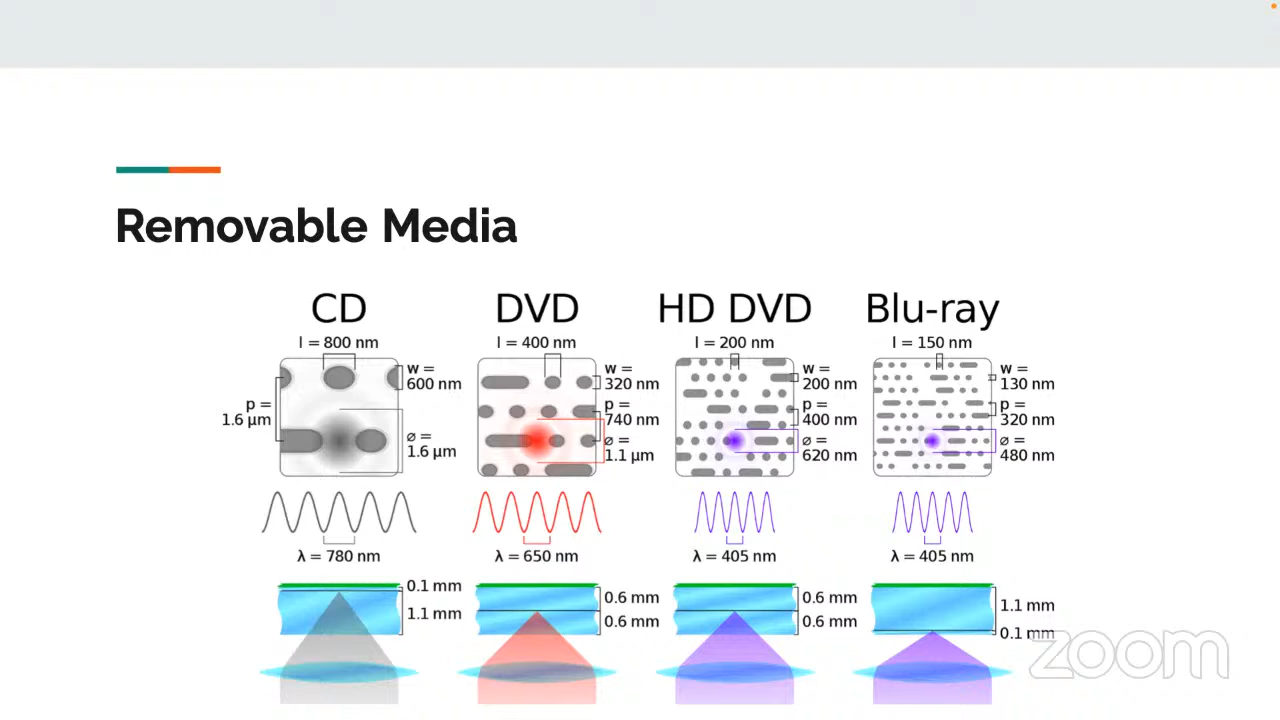 Removable Media
CD
DVD
HD DVD
Blu-ray
l = 800 nm
l = 400 nm
l = 200 nm
l = 150 nm
w =
600 nm
p =
1.6 µm
⌀ =
1.6 µm
w =
320 nm
p =
740 nm
⌀ =
1.1 µm
w =
200 nm
p =
400 nm
⌀ =
620 nm
w =
130 nm
p =
320 nm
⌀ =
480 nm
λ = 780 nm
λ = 650 nm
λ = 405 nm
λ = 405 nm
0.1 mm
1.1 mm
0.6 mm
0.6 mm
0.6 mm
0.6 mm
1.1 mm
0.1 mm
zoom